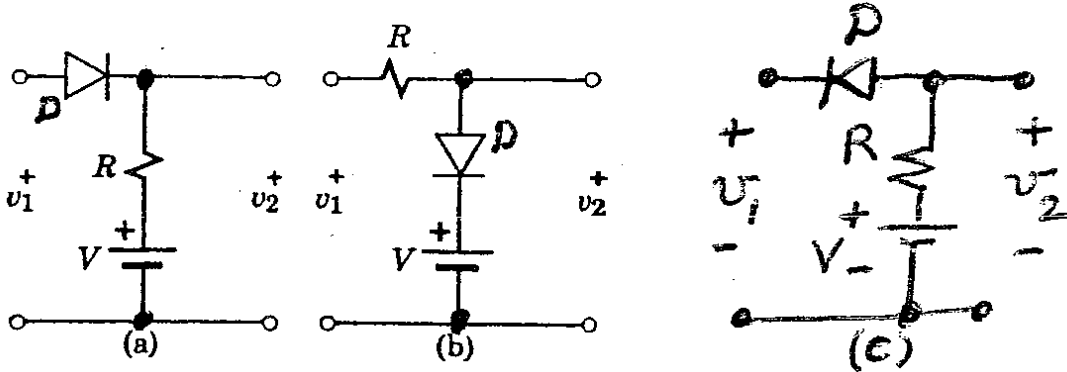 D
R
+
v1
+
v2
+
V
(a)
R
D
+
v1
+
v2
+
V
(b)
D
+
v1
-
R
+
V
-
+
v2
-
(c)